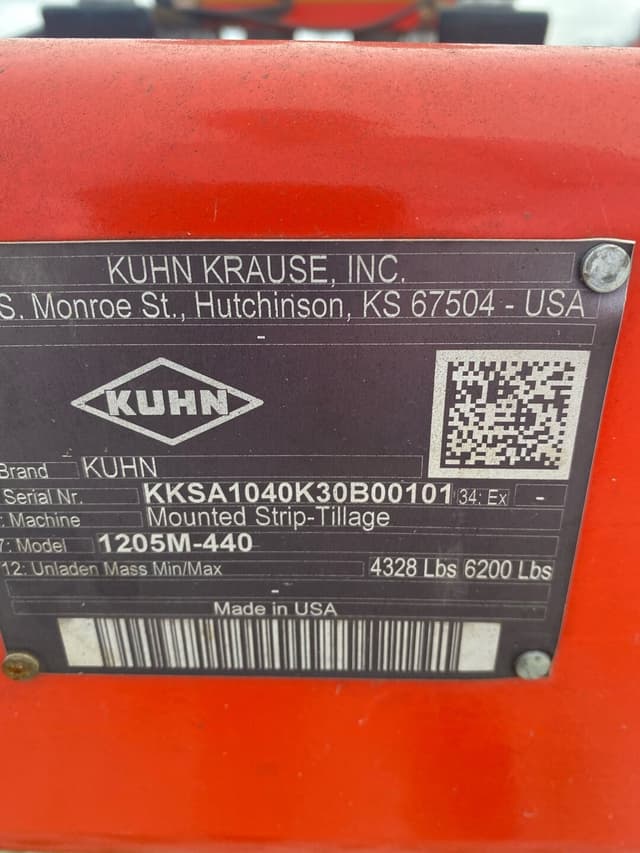 KUHN KRAUSE, INC.
S. Monroe St., Hutchinson, KS 67504 - USA
-
KUHN
Brand KUHN
Serial Nr. KKSA1040K30B00101 34: Ex -
: Machine Mounted Strip-Tillage
7: Model 1205M-440
12: Unladen Mass Min/Max 4328 Lbs 6200 Lbs
-
Made in USA